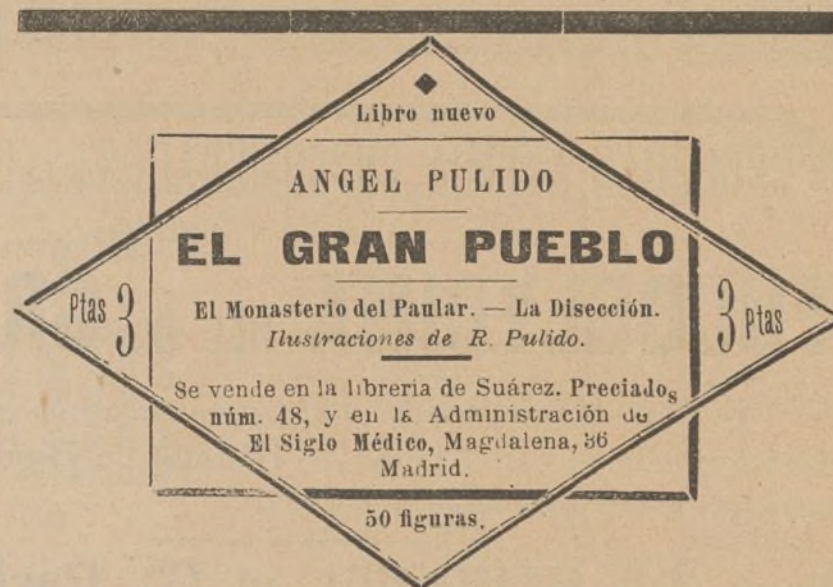 Libro nuevo
ANGEL PULIDO
EL GRAN PUEBLO
Ptas 3
El Monasterio del Paular. — La Disección.
3 Ptas
Ilustraciones de R. Pulido.
Se vende en la libreria de Suárez. Preciados
núm. 48, y en la Administración de
El Siglo Médico, Magdalena, 36
Madrid.
50 figuras.